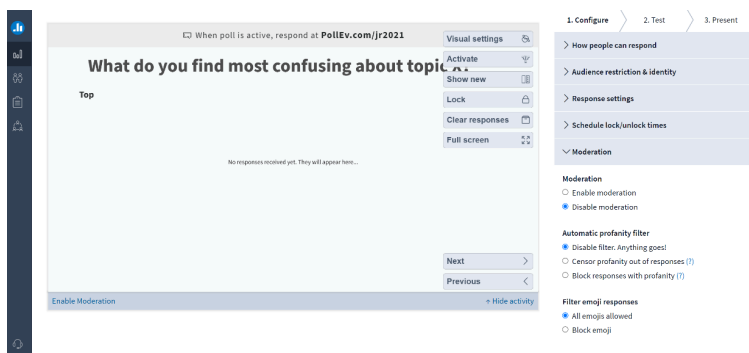 When poll is active, respond at PollEv.com/jr2021
What do you find most confusing about topic
Top
No responses received yet. They will appear here...
Visual settings
Activate
Show new
Lock
Clear responses
Full screen
Next
Previous
Enable Moderation
+ Hide activity
1. Configure
2. Test
3. Present
How people can respond
Audience restriction & identity
Response settings
Schedule lock/unlock times
Moderation
Moderation
Enable moderation
Disable moderation
Automatic profanity filter
Disable filter. Anything goes!
Censor profanity out of responses (?)
Block responses with profanity (?)
Filter emoji responses
All emojis allowed
Block emoji